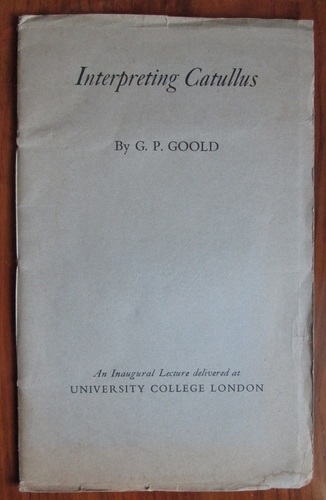 Interpreting Catullus
By G. P. GOOLD
An Inaugural Lecture delivered at
UNIVERSITY COLLEGE LONDON